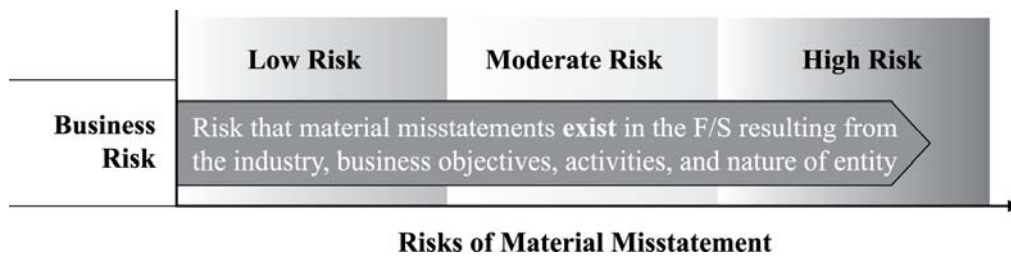 Low Risk
Moderate Risk
High Risk
Business
Risk
Risk that material misstatements exist in the F/S resulting from
the industry, business objectives, activities, and nature of entity
Risks of Material Misstatement